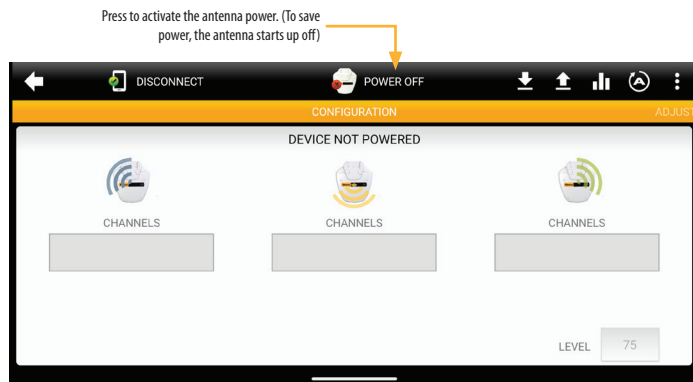 Press to activate the antenna power. (To save
power, the antenna starts up off)
DISCONNECT
POWER OFF
CONFIGURATION
ADJUST
DEVICE NOT POWERED
CHANNELS
CHANNELS
CHANNELS
LEVEL
75